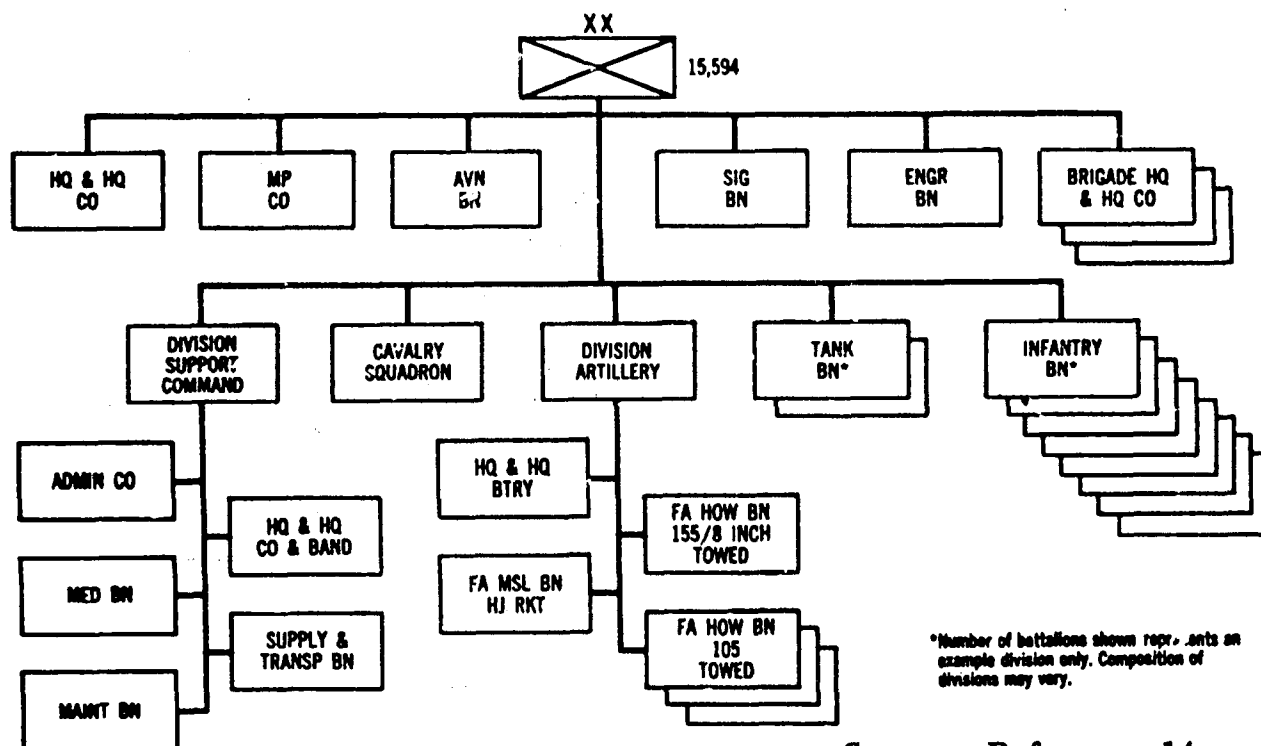 XX
15,594
HQ & HQ
CO
MP
CO
AVN
SIG
BN
ENGR
BN
BRIGADE HQ
& HQ CO
DIVISION
SUPPORT
COMMAND
CAVALRY
SQUADRON
DIVISION
ARTILLERY
TANK
BN*
INFANTRY
BN*
ADMIN CO
HQ & HQ
CO & BAND
MED BN
SUPPLY &
TRANSP BN
MAINT BN
HQ & HQ
BTRY
FA HOW BN
155/8 INCH
TOWED
FA MSL BN
HJ RKT
FA HOW BN
105
TOWED
*Number of battalions shown an
example division only. Composition of
divisions may vary.